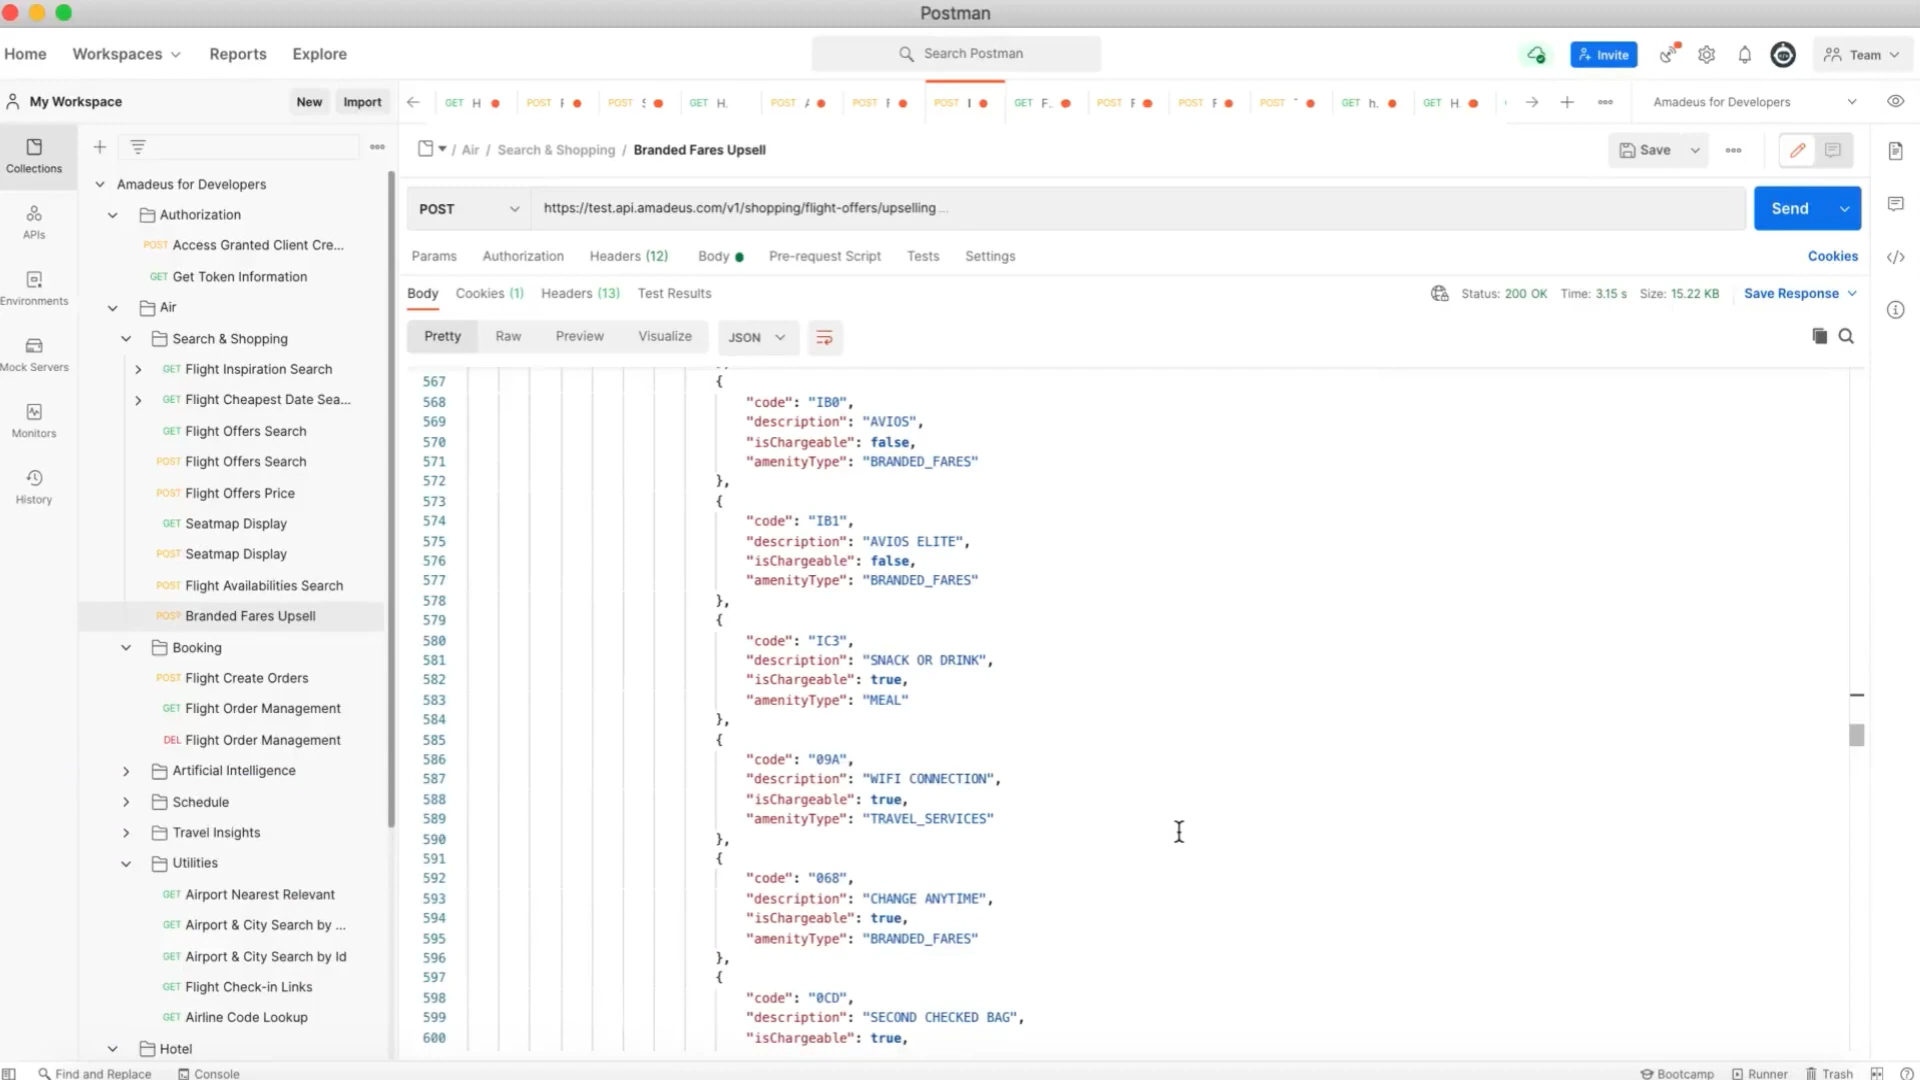 Postman
Home Workspaces Reports Explore
Search Postman
Invite
Team
My Workspace New Import
GET H POST F POST S GET H. POST A POST F POST GET F.. POST F POST F POST GET h. GET H.
Amadeus for Developers
Collections
APIs
Environments
Mock Servers
Monitors
History
Amadeus for Developers
Authorization
POST Access Granted Client Cre...
GET Get Token Information
Air
Search & Shopping
GET Flight Inspiration Search
GET Flight Cheapest Date Sea...
GET Flight Offers Search
POST Flight Offers Search
POST Flight Offers Price
GET Seatmap Display
POST Seatmap Display
POST Flight Availabilities Search
POST Branded Fares Upsell
Booking
POST Flight Create Orders
GET Flight Order Management
DEL Flight Order Management
Artificial Intelligence
Schedule
Travel Insights
Utilities
GET Airport Nearest Relevant
GET Airport & City Search by ...
GET Airport & City Search by Id
GET Flight Check-in Links
GET Airline Code Lookup
Hotel
/ Air / Search & Shopping / Branded Fares Upsell
Save
POST https://test.api.amadeus.com/v1/shopping/flight-offers/upselling ...
Send
Params Authorization Headers (12) Body Pre-request Script Tests Settings
Cookies
Body Cookies (1) Headers (13) Test Results
Status: 200 OK Time: 3.15 s Size: 15.22 KB Save Response
Pretty Raw Preview Visualize JSON
567 {
568 "code": "IB0",
569 "description": "AVIOS",
570 "isChargeable": false,
571 "amenityType": "BRANDED_FARES"
572 },
573 {
574 "code": "IB1",
575 "description": "AVIOS ELITE",
576 "isChargeable": false,
577 "amenityType": "BRANDED_FARES"
578 },
579 {
580 "code": "IC3",
581 "description": "SNACK OR DRINK",
582 "isChargeable": true,
583 "amenityType": "MEAL"
584 },
585 {
586 "code": "09A",
587 "description": "WIFI CONNECTION",
588 "isChargeable": true,
589 "amenityType": "TRAVEL_SERVICES"
590 },
591 {
592 "code": "068",
593 "description": "CHANGE ANYTIME",
594 "isChargeable": true,
595 "amenityType": "BRANDED_FARES"
596 },
597 {
598 "code": "0CD",
599 "description": "SECOND CHECKED BAG",
600 "isChargeable": true,
Find and Replace Console
Bootcamp Runner Trash